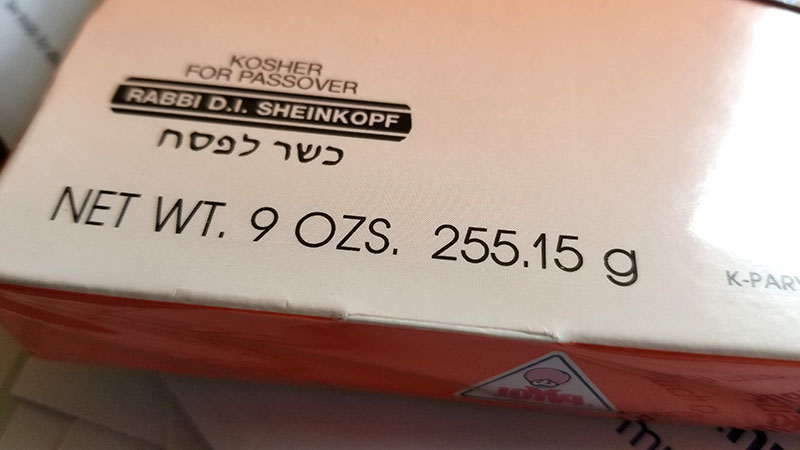 KOSHER
FOR PASSOVER
RABBI D.I. SHEINKOPF
כשר לפסח
NET WT. 9 OZS. 255.15 g